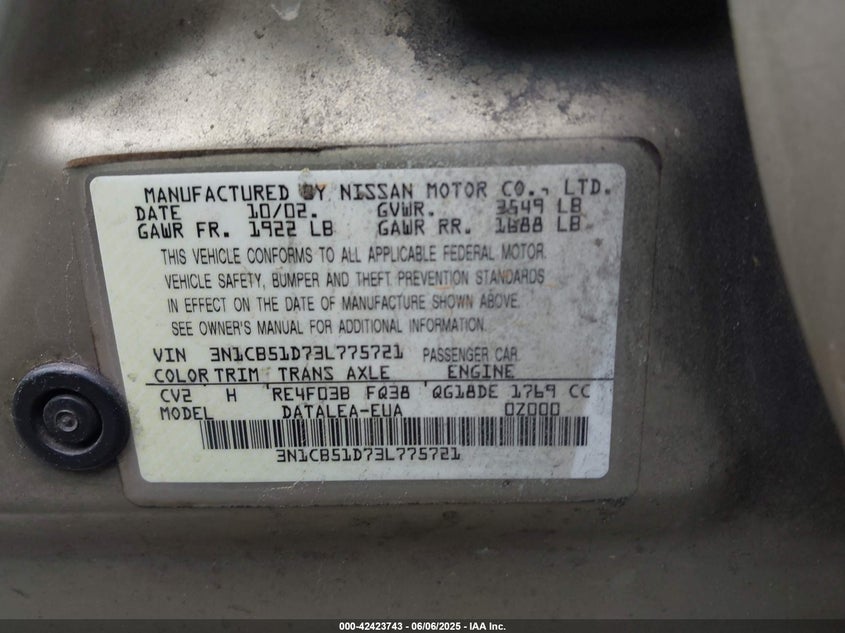 MANUFACTURED BY NISSAN MOTOR CO., LTD.
DATE 10/02. GVWR. 3549 LB
GAWR FR. 1922 LB GAWR RR. 1688 LB
THIS VEHICLE CONFORMS TO ALL APPLICABLE FEDERAL MOTOR
VEHICLE SAFETY, BUMPER AND THEFT PREVENTION STANDARDS
IN EFFECT ON THE DATE OF MANUFACTURE SHOWN ABOVE.
SEE OWNER'S MANUAL FOR ADDITIONAL INFORMATION.
VIN 3N1CB51D73L775721 PASSENGER CAR
COLOR TRIM TRANS AXLE ENGINE
CV2 H RE4F03B FQ38 QG18DE 1769 CC
MODEL DATALEA-EUA 0Z000
3N1CB51D73L775721
000-42423743 - 06/06/2025 - IAA Inc.